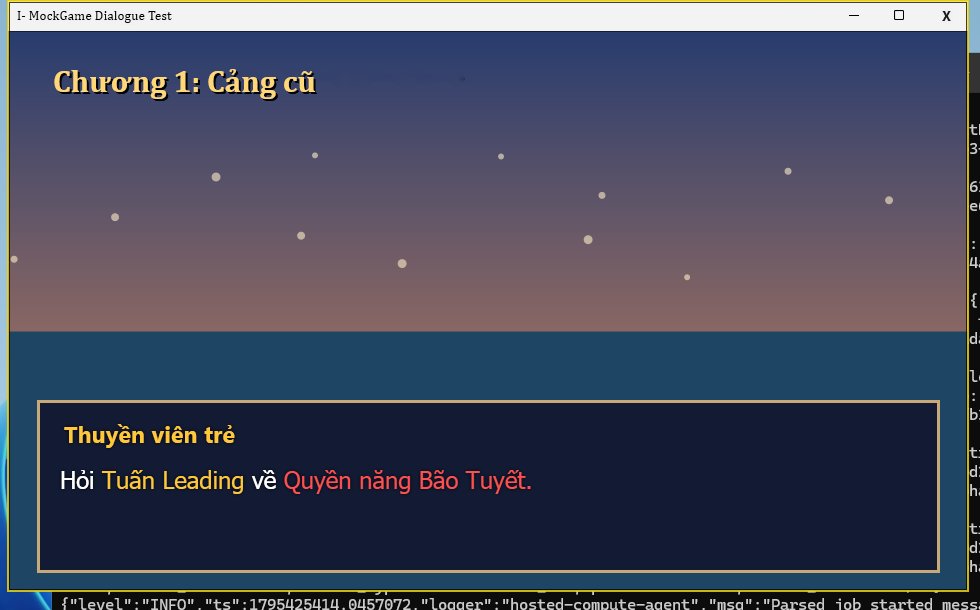 I- MockGame Dialogue Test
Chương 1: Cảng cũ
Thuyền viên trẻ
Hỏi Tuấn Leading về Quyền năng Bão Tuyết.
{"level":"INFO","ts":1795425414.0457072,"logger":"hosted-compute-agent","msg":"Parsed job started mes